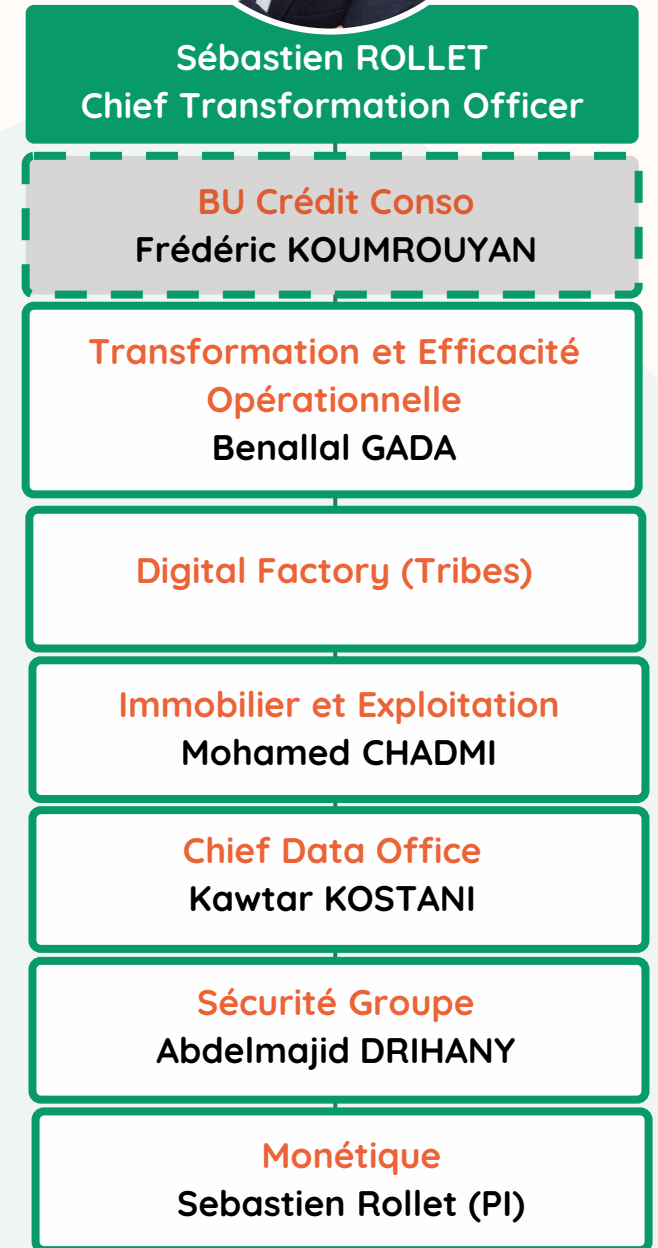 Sébastien ROLLET
Chief Transformation Officer
BU Crédit Conso
Frédéric KOUMROUYAN
Transformation et Efficacité
Opérationnelle
Benallal GADA
Digital Factory (Tribes)
Immobilier et Exploitation
Mohamed CHADMI
Chief Data Office
Kawtar KOSTANI
Sécurité Groupe
Abdelmajid DRIHANY
Monétique
Sebastien Rollet (PI)